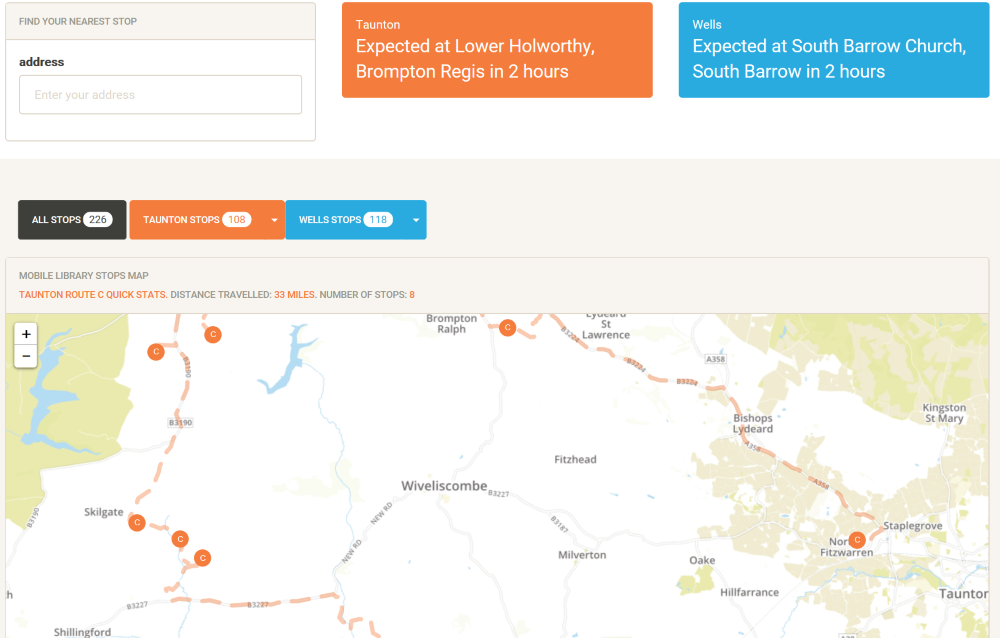 FIND YOUR NEAREST STOP
address
Enter your address
Taunton
Expected at Lower Holworthy,
Brompton Regis in 2 hours
Wells
Expected at South Barrow Church,
South Barrow in 2 hours
ALL STOPS 226
TAUNTON STOPS 108
WELLS STOPS 118
MOBILE LIBRARY STOPS MAP
TAUNTON ROUTE C QUICK STATS. DISTANCE TRAVELLED: 33 MILES. NUMBER OF STOPS: 8
+
−
C
C
B3190
B3190
Brompton
Ralph
C
Lydeard
St
Lawrence
B3224
B3224
B3224
A358
Bishops
Lydeard
A358
A358
Kingston
St Mary
Fitzhead
Wiveliscombe
B3227
NEW RD
NEW RD
B3187
Milverton
Skilgate
B3190
C
C
C
Staplegrove
C
Fitzwarren
Oake
Hillfarrance
Taunton
B3227
B3227
Shillingford